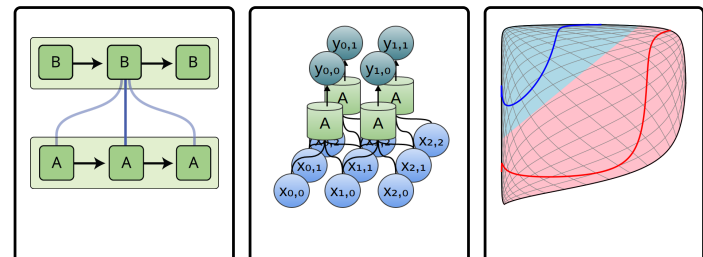 B B B
A A A
y0,1 y1,1
y0,0 y1,0
A A
A A
x2,2
x0,1 x1,1 x2,1
x0,0 x1,0 x2,0